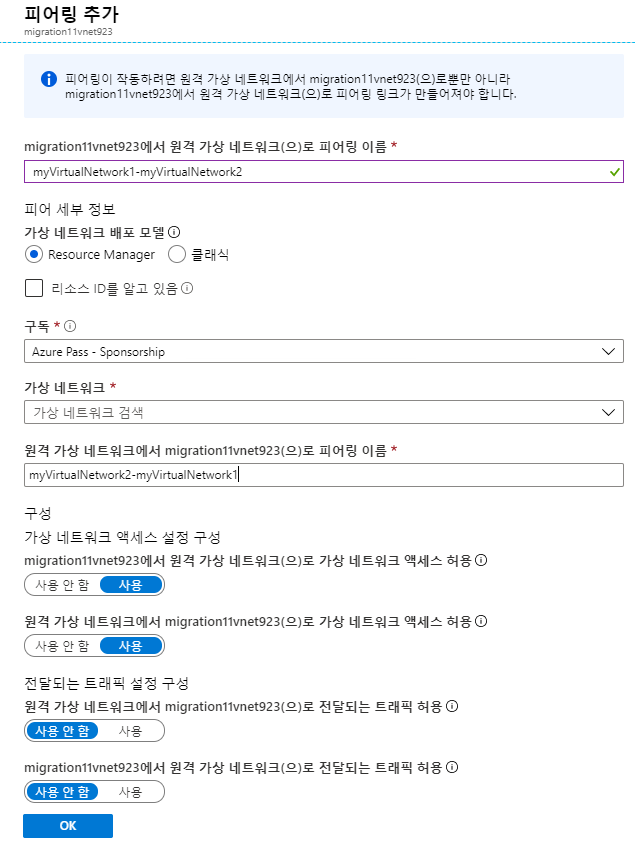 피어링 추가
migration11vnet923
피어링이 작동하려면 원격 가상 네트워크에서 migration11vnet923(으)로뿐만 아니라
migration11vnet923에서 원격 가상 네트워크(으)로 피어링 링크가 만들어져야 합니다.
migration11vnet923에서 원격 가상 네트워크(으)로 피어링 이름 *
myVirtualNetwork1-myVirtualNetwork2
피어 세부 정보
가상 네트워크 배포 모델
Resource Manager 클래식
리소스 ID를 알고 있음
구독 *
Azure Pass - Sponsorship
가상 네트워크 *
가상 네트워크 검색
원격 가상 네트워크에서 migration11vnet923(으)로 피어링 이름 *
myVirtualNetwork2-myVirtualNetwork1
구성
가상 네트워크 액세스 설정 구성
migration11vnet923에서 원격 가상 네트워크(으)로 가상 네트워크 액세스 허용
사용 안 함 사용
원격 가상 네트워크에서 migration11vnet923(으)로 가상 네트워크 액세스 허용
사용 안 함 사용
전달되는 트래픽 설정 구성
원격 가상 네트워크에서 migration11vnet923(으)로 전달되는 트래픽 허용
사용 안 함 사용
migration11vnet923에서 원격 가상 네트워크(으)로 전달되는 트래픽 허용
사용 안 함 사용
OK